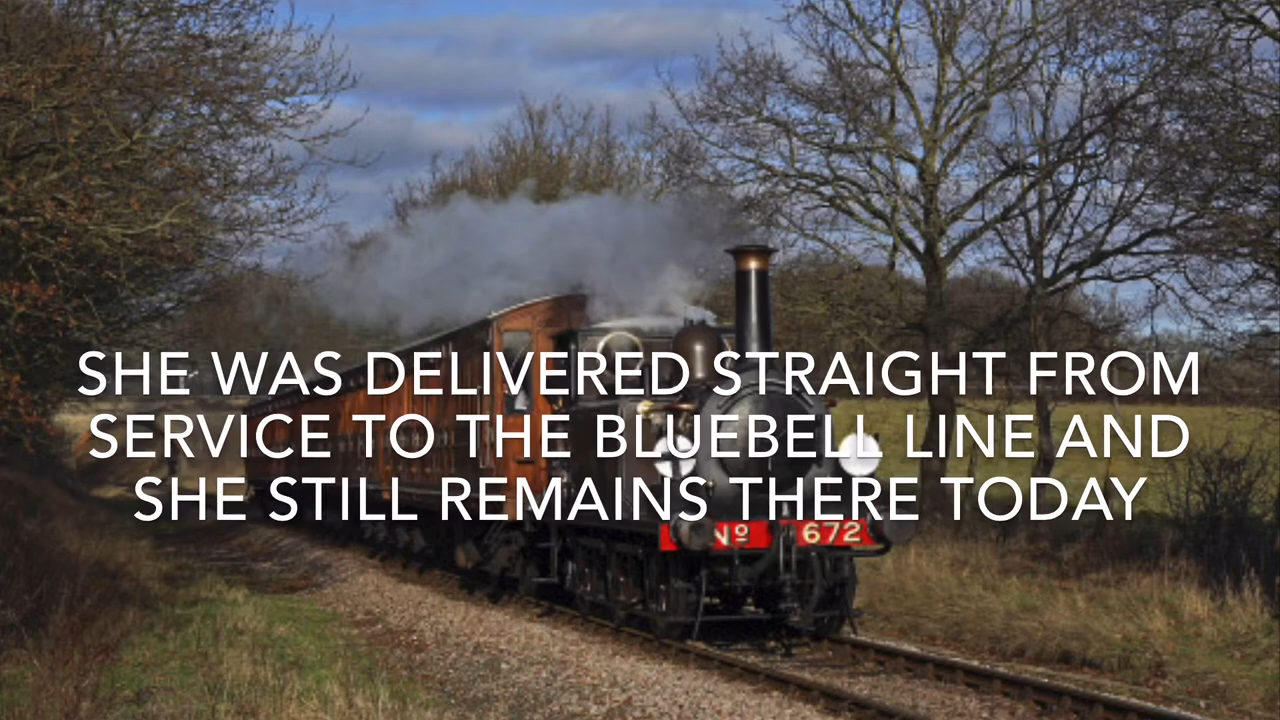 SHE WAS DELIVERED STRAIGHT FROM
SERVICE TO THE BLUEBELL LINE AND
SHE STILL REMAINS THERE TODAY
Nº 672